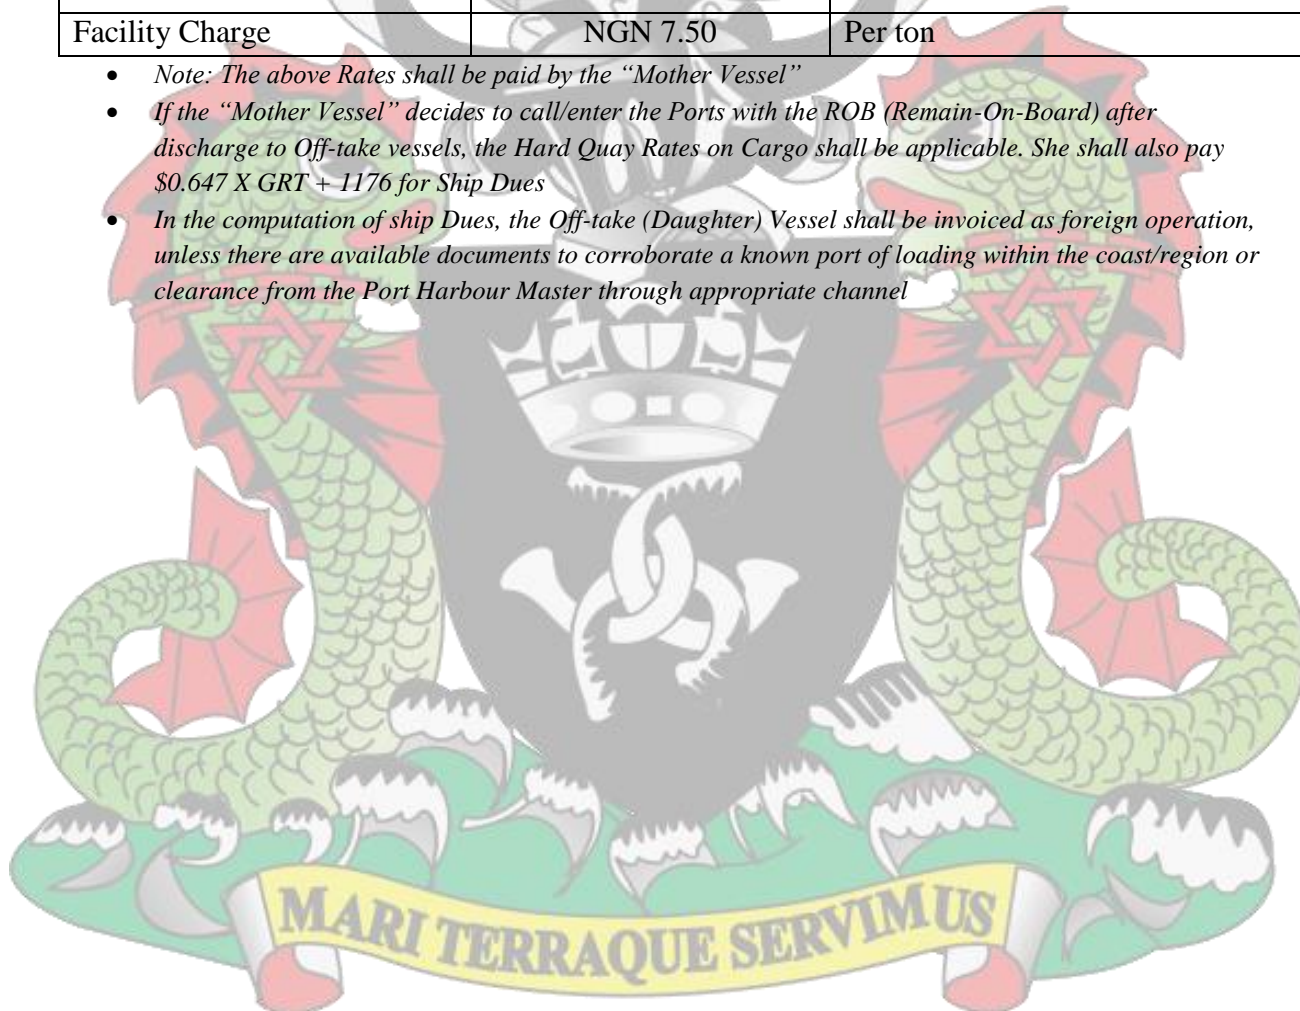 Facility Charge NGN 7.50 Per ton
• Note: The above Rates shall be paid by the “Mother Vessel”
• If the “Mother Vessel” decides to call/enter the Ports with the ROB (Remain-On-Board) after
discharge to Off-take vessels, the Hard Quay Rates on Cargo shall be applicable. She shall also pay
$0.647 X GRT + 1176 for Ship Dues
• In the computation of ship Dues, the Off-take (Daughter) Vessel shall be invoiced as foreign operation,
unless there are available documents to corroborate a known port of loading within the coast/region or
clearance from the Port Harbour Master through appropriate channel
MARI TERRAQUE SERVIMUS